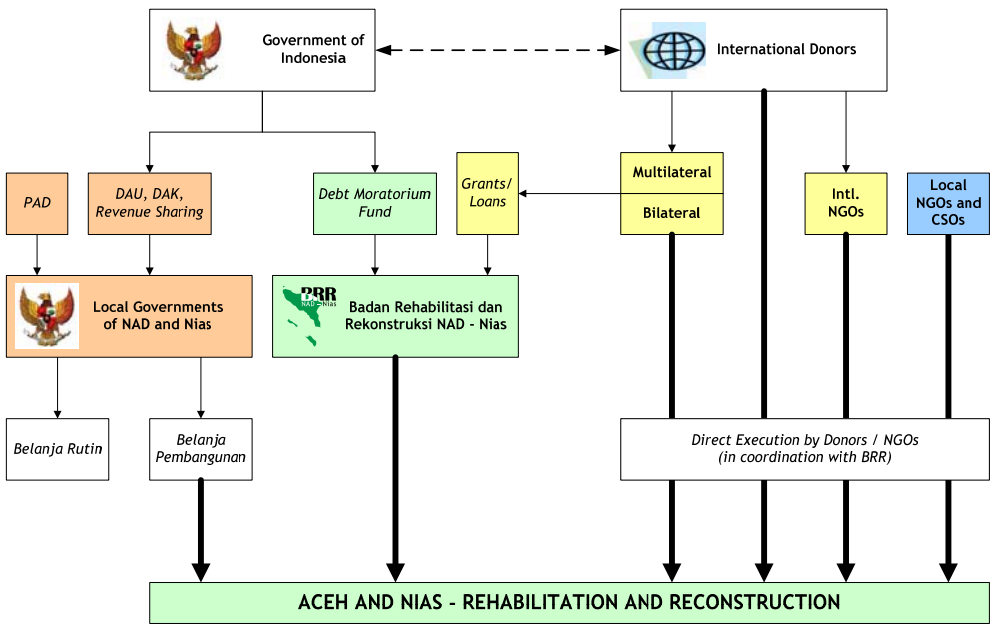 Government of
Indonesia
International Donors
PAD
DAU, DAK,
Revenue Sharing
Debt Moratorium
Fund
Grants/
Loans
Multilateral
Bilateral
Intl.
NGOs
Local
NGOs and
CSOs
Local Governments
of NAD and Nias
BRR
NAD-Nias
Badan Rehabilitasi dan
Rekonstruksi NAD - Nias
Belanja Rutin
Belanja
Pembangunan
Direct Execution by Donors / NGOs
(in coordination with BRR)
ACEH AND NIAS - REHABILITATION AND RECONSTRUCTION